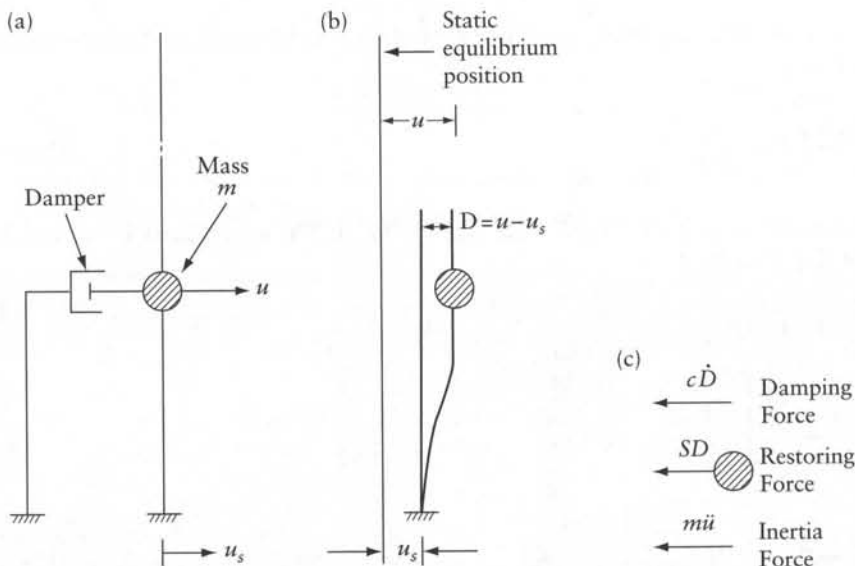 (a)
Damper
Mass
m
u
u_s
(b)
Static
equilibrium
position
u
D = u − u_s
u_s
(c)
cḊ
Damping
Force
SD
Restoring
Force
mü
Inertia
Force